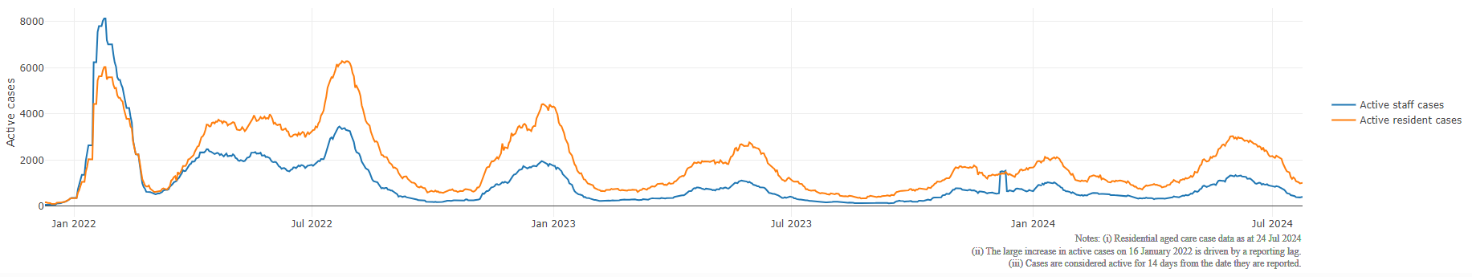 8000
6000
4000
2000
0
Active cases
Jan 2022
Jul 2022
Jan 2023
Jul 2023
Jan 2024
Jul 2024
Active staff cases
Active resident cases
Notes: (i) Residential aged care case data as at 24 Jul 2024
(ii) The large increase in active cases on 16 January 2022 is driven by a reporting lag.
(iii) Cases are considered active for 14 days from the date they are reported.